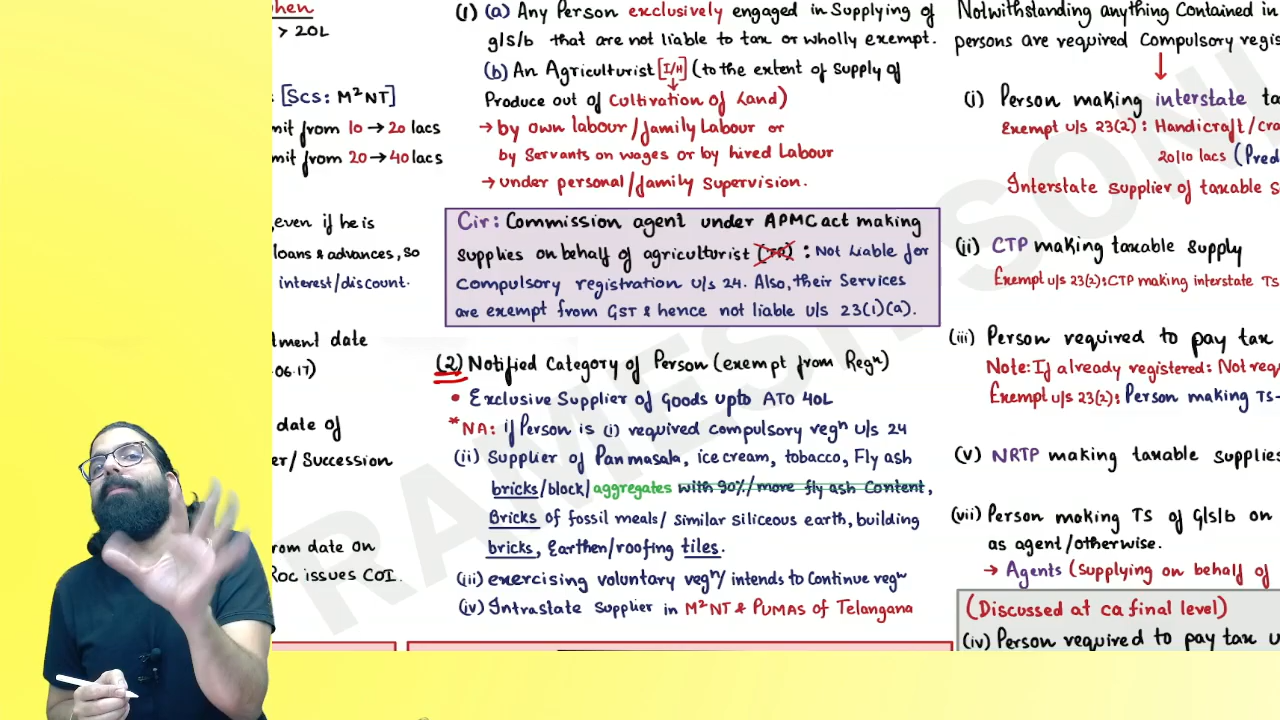 hen
> 20L
: [SCS: M²NT]
mit from 10 → 20 lacs
mit from 20 → 40 lacs
, even if he is
loans & advances, so
interest/discount.
tment date
.06.17)
date of
er/ Succession
rom date on
Roc issues COI.
(1) (a) Any Person exclusively engaged in Supplying of
g/s/b that are not liable to tax or wholly exempt.
(b) An Agriculturist [I/H] (to the extent of supply of
Produce out of Cultivation of Land)
→ by own labour/family Labour or
by Servants on wages or by hired Labour
→ under personal/family Supervision.
Cir: Commission agent under APMC act making
supplies on behalf of agriculturist : Not Liable for
compulsory registration u/s 24. Also, their Services
are exempt from GST & hence not liable u/s 23(1)(a).
(2) Notified Category of Person (exempt from Regⁿ)
• Exclusive Supplier of Goods upto ATO 40L
*NA: if Person is (i) required compulsory regⁿ u/s 24
(ii) Supplier of Pan masala, ice cream, tobacco, Fly ash
bricks/block/aggregates with 90%/more fly ash Content,
Bricks of fossil meals/ similar siliceous earth, building
bricks, Earthen/roofing tiles.
(iii) exercising voluntary regⁿ/ intends to Continue regⁿ
(iv) Intrastate Supplier in M²NT & PUMAS of Telangana
Notwithstanding anything Contained in
persons are required Compulsory regis
↓
(i) Person making interstate ta
Exempt u/s 23(2): Handicraft/cra
20/10 lacs (Pred
Interstate supplier of taxable s
(ii) CTP making taxable supply
Exempt u/s 23(2): CTP making interstate TS
(iii) Person required to pay tax
Note: If already registered: Not req
Exempt u/s 23(2): Person making TS-
(v) NRTP making taxable supplies
(vii) Person making TS of G/s/b on
as agent/otherwise.
→ Agents (Supplying on behalf of
(Discussed at ca final level)
(iv) Person required to pay tax u
RAMESH SONI